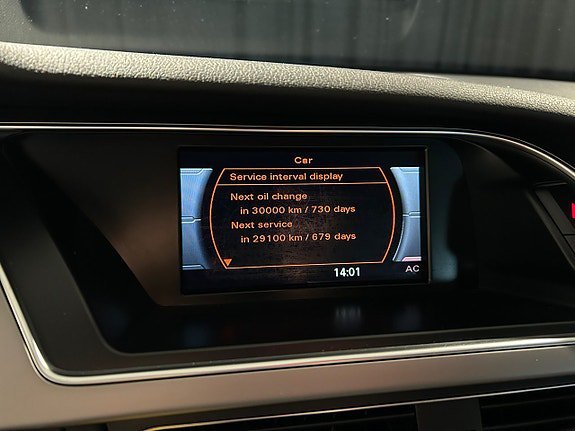 Car
Service interval display
Next oil change
in 30000 km / 730 days
Next service
in 29100 km / 679 days
14:01
AC